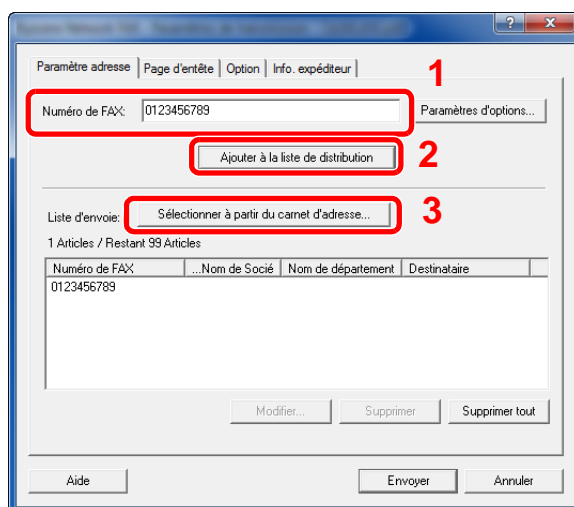 Paramètre adresse Page d'entête Option Info. expéditeur
1
Numéro de FAX: 0123456789 Paramètres d'options...
Ajouter à la liste de distribution 2
Liste d'envoie: Sélectionner à partir du carnet d'adresse... 3
1 Articles / Restant 99 Articles
Numéro de FAX ...Nom de Socié Nom de département Destinataire
0123456789
Modifier... Supprimer Supprimer tout
Aide Envoyer Annuler